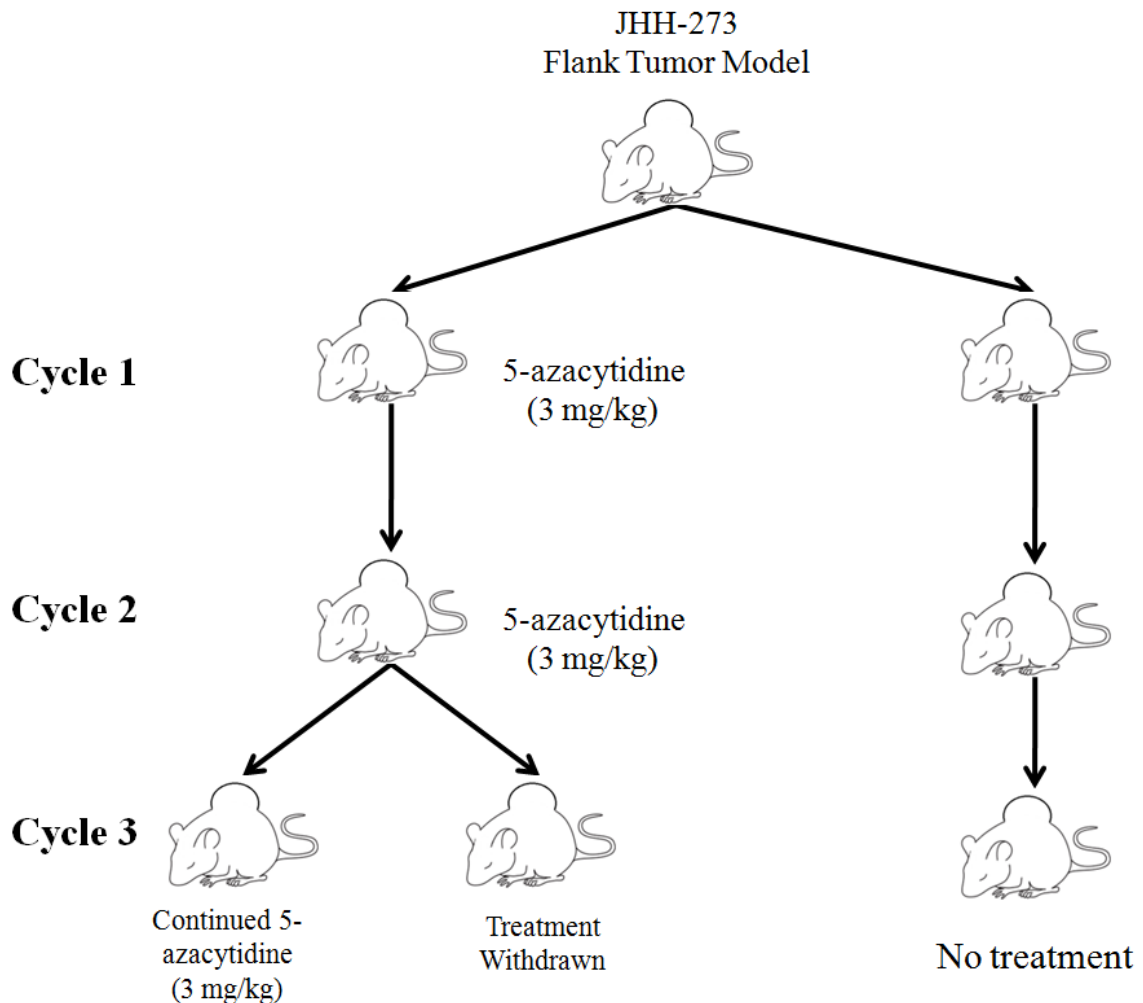 JHH-273
Flank Tumor Model
Cycle 1
5-azacytidine
(3 mg/kg)
Cycle 2
5-azacytidine
(3 mg/kg)
Cycle 3
Continued 5-
azacytidine
(3 mg/kg)
Treatment
Withdrawn
No treatment